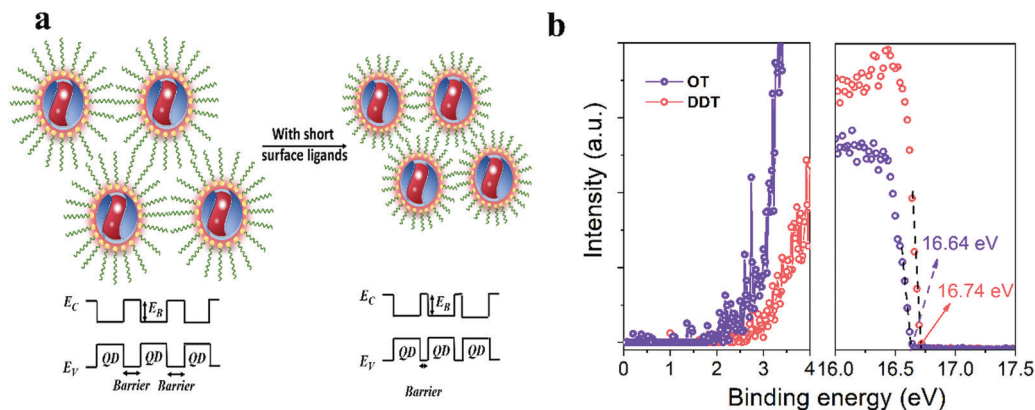 a
With short
surface ligands
E_C
E_B
E_V
QD QD QD
Barrier Barrier
E_C
E_B
E_V
QD QD QD
Barrier
b
Intensity (a.u.)
OT
DDT
16.64 eV
16.74 eV
0 1 2 3 4 16.0 16.5 17.0 17.5
Binding energy (eV)